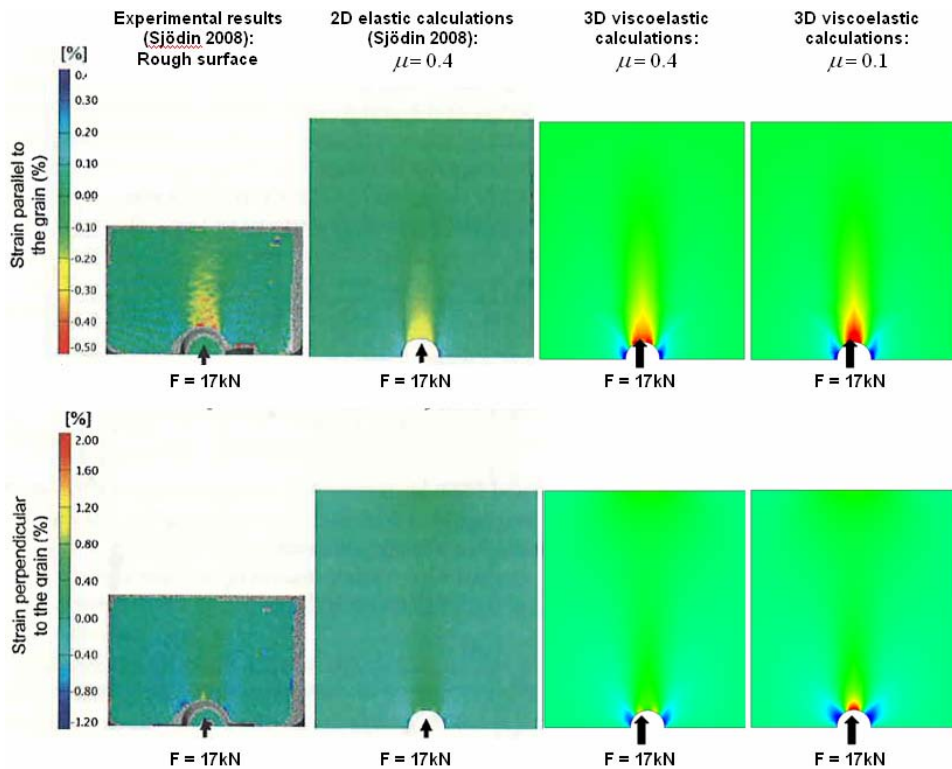 Experimental results
(Sjödin 2008):
Rough surface
2D elastic calculations
(Sjödin 2008):
μ = 0.4
3D viscoelastic
calculations:
μ = 0.4
3D viscoelastic
calculations:
μ = 0.1
[%]
0.4
0.30
0.20
0.10
0.00
-0.10
-0.20
-0.30
-0.40
-0.50
Strain parallel to
the grain (%)
F = 17kN
F = 17kN
F = 17kN
F = 17kN
[%]
2.00
1.60
1.20
0.80
0.40
0.00
-0.40
-0.80
-1.20
Strain perpendicular
to the grain (%)
F = 17kN
F = 17kN
F = 17kN
F = 17kN